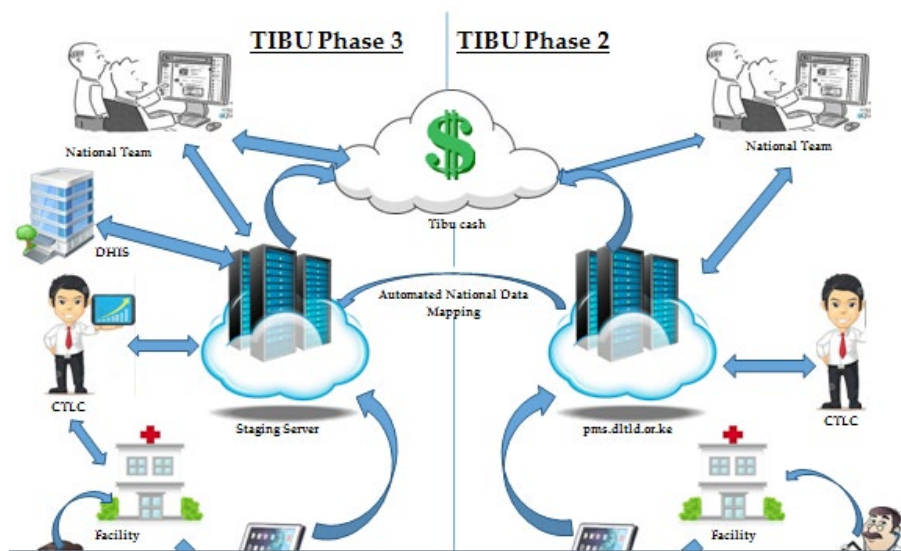 TIBU Phase 3
TIBU Phase 2
National Team
National Team
Tibu cash
DHIS
Automated National Data
Mapping
CTLC
Staging Server
pms.dltld.or.ke
CTLC
Facility
Facility